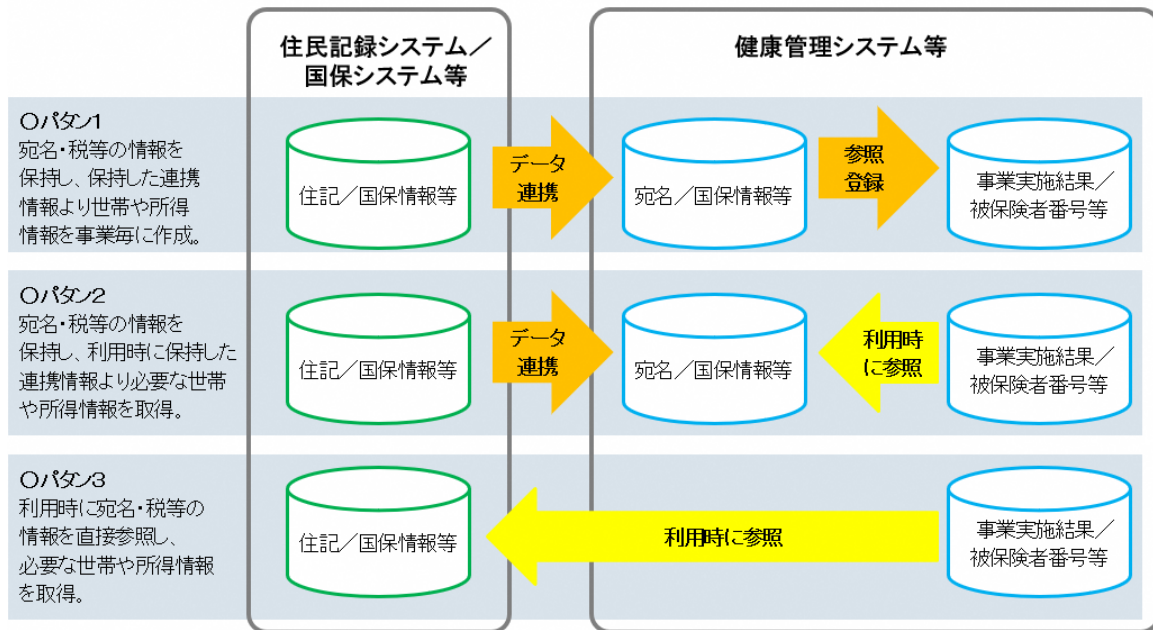 住民記録システム／
国保システム等
健康管理システム等
〇パタン1
宛名・税等の情報を
保持し、保持した連携
情報より世帯や所得
情報を事業毎に作成。
住記／国保情報等
データ
連携
宛名／国保情報等
参照
登録
事業実施結果／
被保険者番号等
〇パタン2
宛名・税等の情報を
保持し、利用時に保持した
連携情報より必要な世帯
や所得情報を取得。
住記／国保情報等
データ
連携
宛名／国保情報等
利用時
に参照
事業実施結果／
被保険者番号等
〇パタン3
利用時に宛名・税等の
情報を直接参照し、
必要な世帯や所得情報
を取得。
住記／国保情報等
利用時に参照
事業実施結果／
被保険者番号等